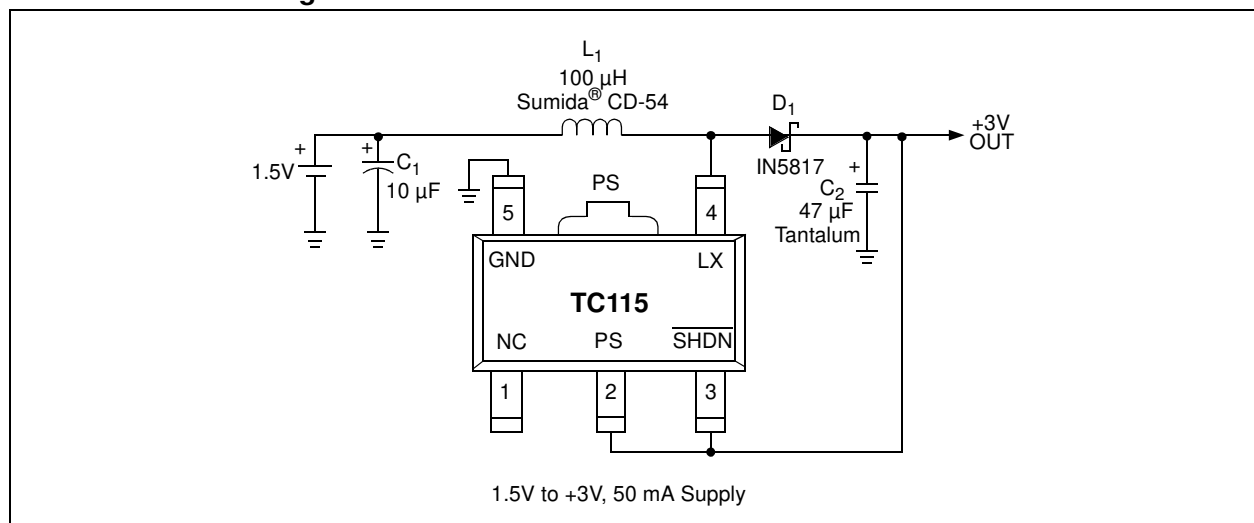 L1
100 µH
Sumida® CD-54
D1
+3V
OUT
IN5817
+
1.5V
+
C1
10 µF
+
C2
47 µF
Tantalum
PS
5
4
GND
LX
TC115
NC
PS
SHDN
1
2
3
1.5V to +3V, 50 mA Supply